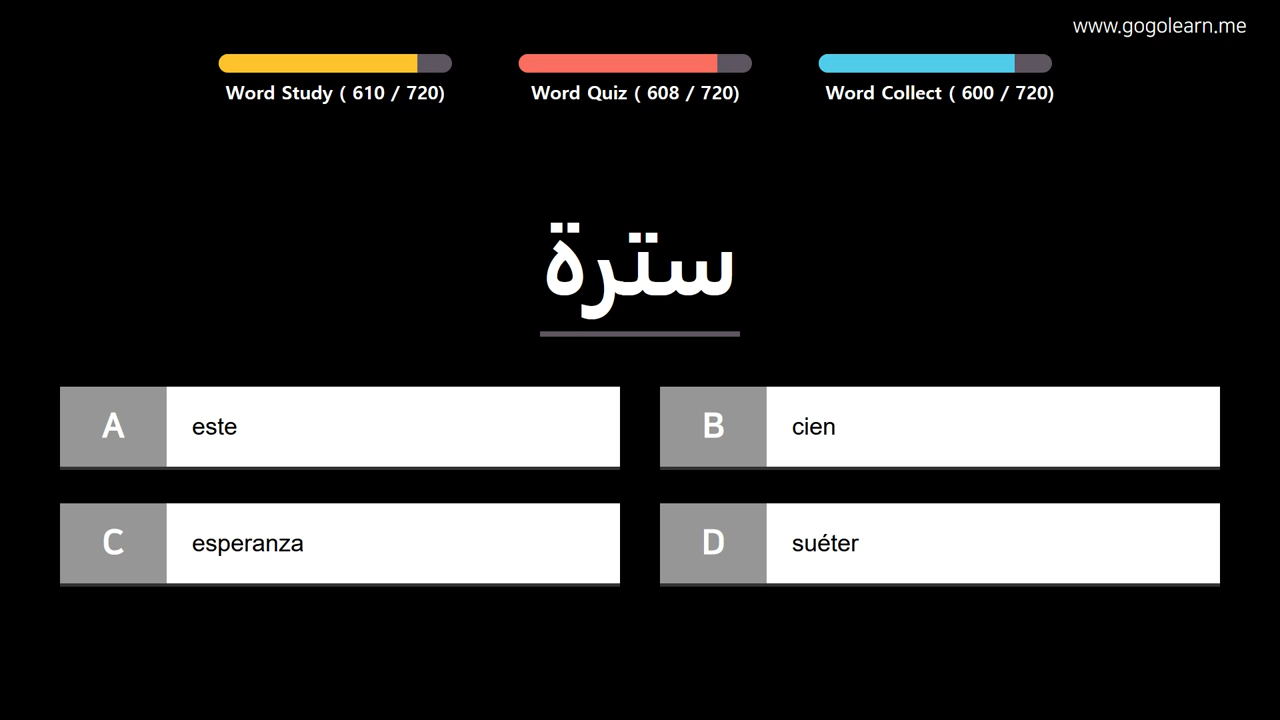 www.gogolearn.me
Word Study ( 610 / 720)
Word Quiz ( 608 / 720)
Word Collect ( 600 / 720)
سترة
A este
B cien
C esperanza
D suéter